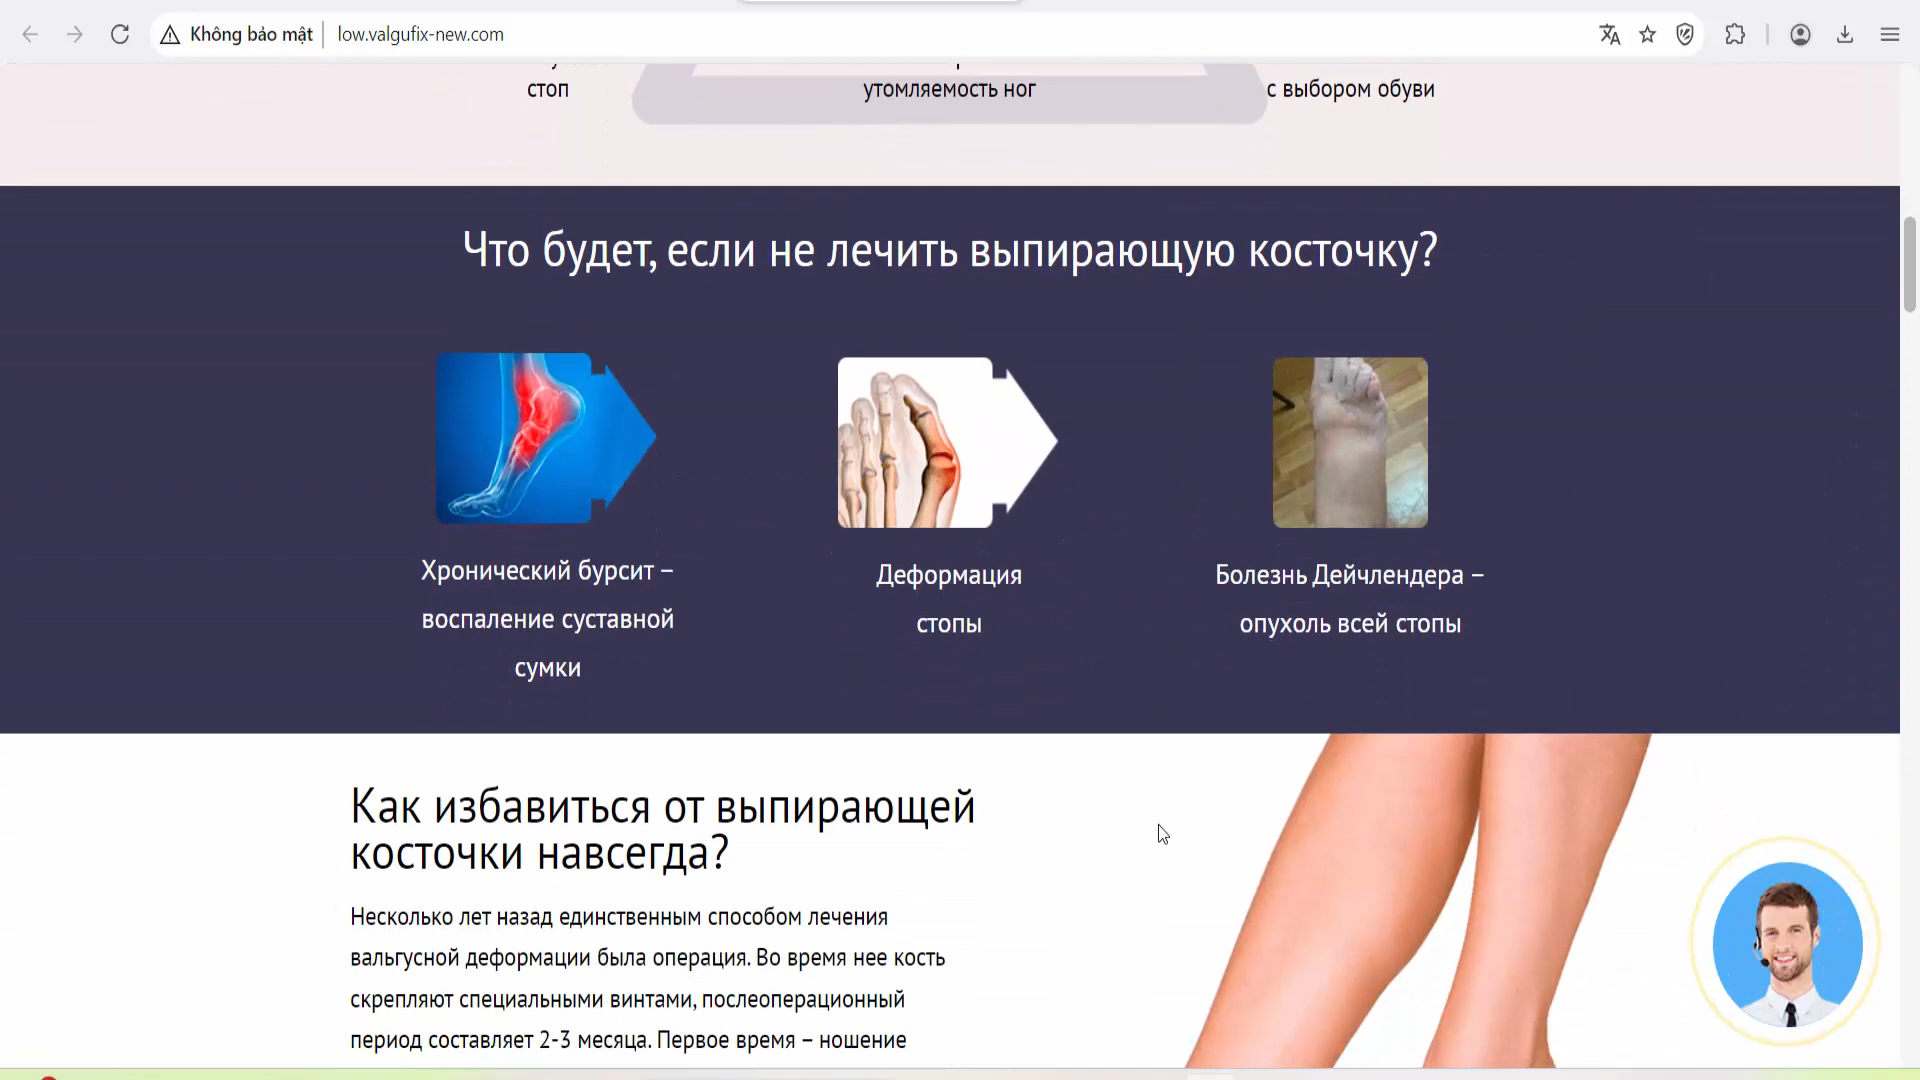 Không bảo mật
low.valgufix-new.com
стоп
утомляемость ног
с выбором обуви
Что будет, если не лечить выпирающую косточку?
Хронический бурсит –
воспаление суставной
сумки
Деформация
стопы
Болезнь Дейчлендера –
опухоль всей стопы
Как избавиться от выпирающей
косточки навсегда?
Несколько лет назад единственным способом лечения
вальгусной деформации была операция. Во время нее кость
скрепляют специальными винтами, послеоперационный
период составляет 2-3 месяца. Первое время – ношение